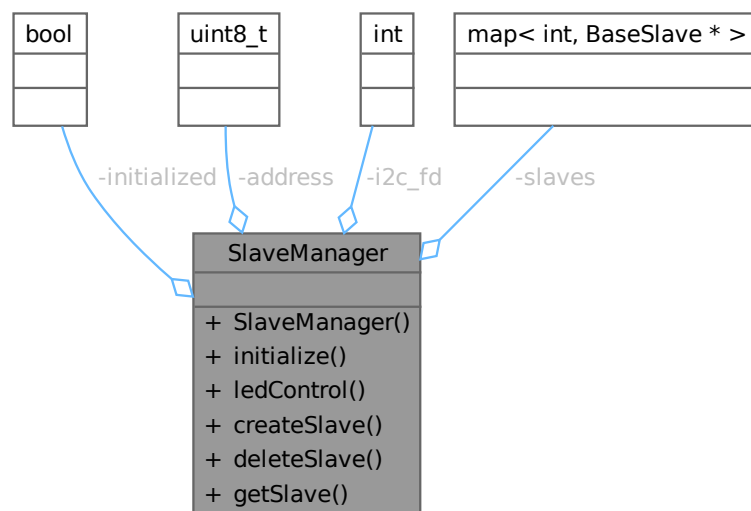 bool
uint8_t
int
map< int, BaseSlave * >
-initialized
-address
-i2c_fd
-slaves
SlaveManager
+ SlaveManager()
+ initialize()
+ ledControl()
+ createSlave()
+ deleteSlave()
+ getSlave()